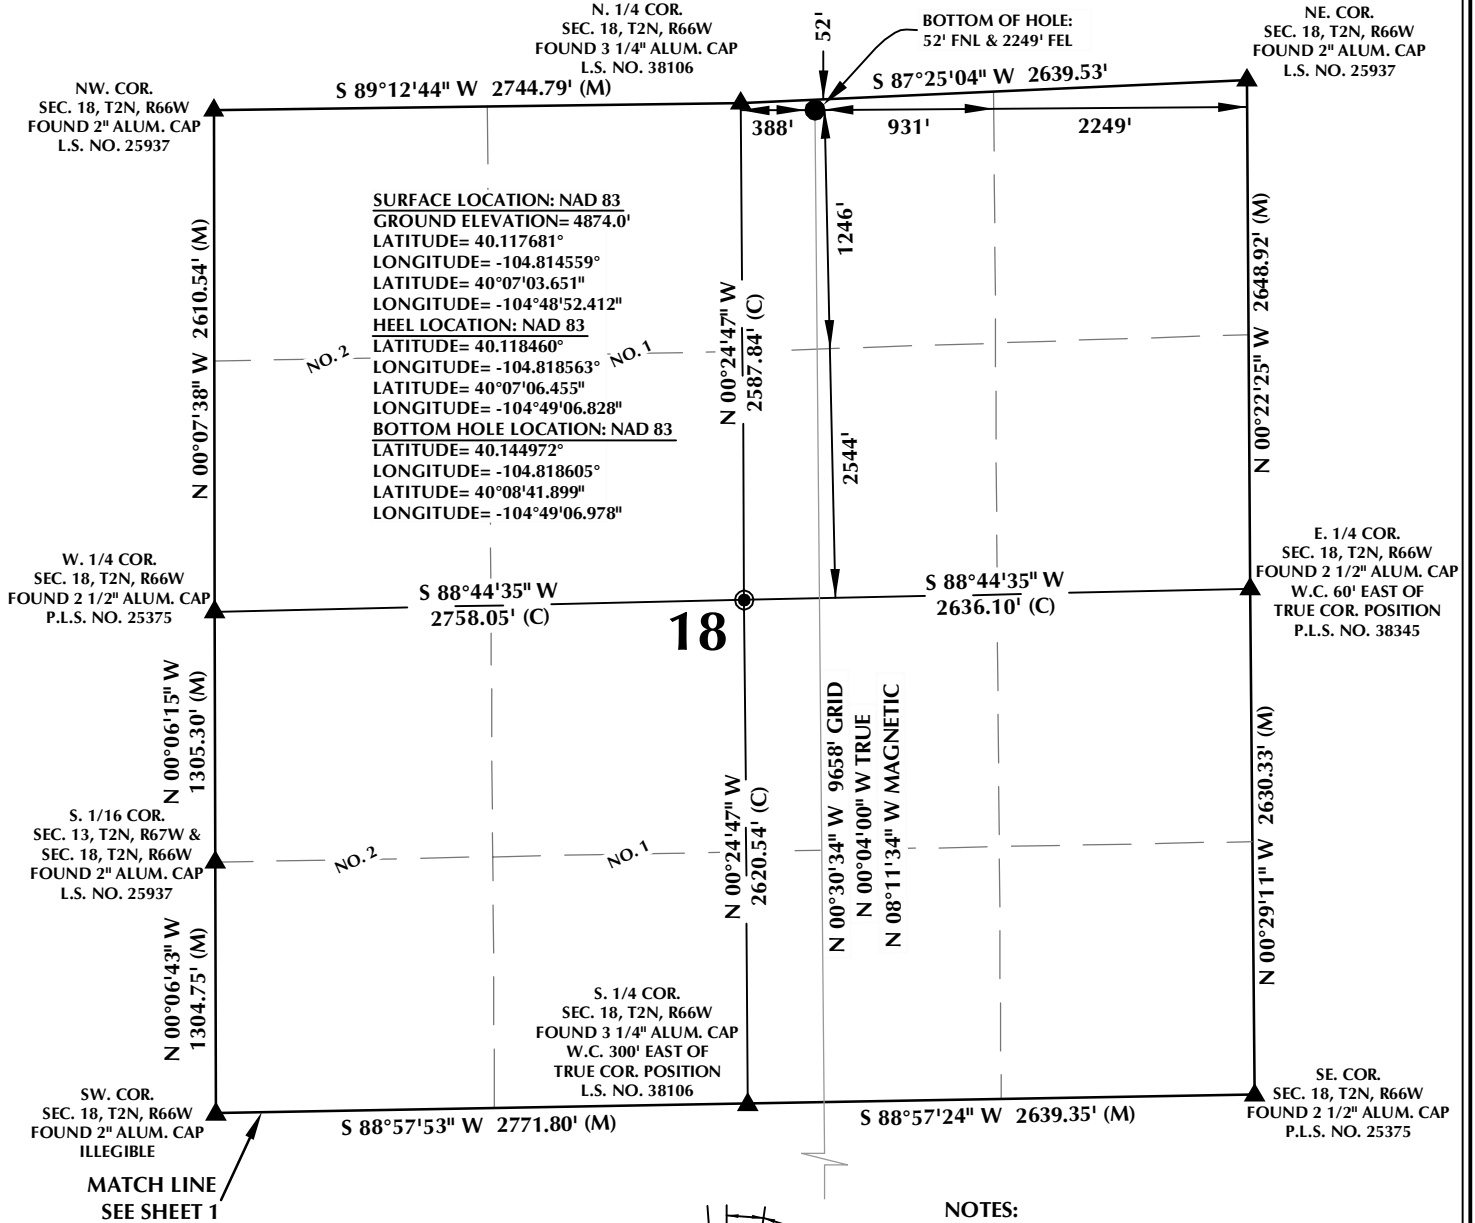 N. 1/4 COR.
SEC. 18, T2N, R66W
FOUND 3 1/4" ALUM. CAP
L.S. NO. 38106
52'
BOTTOM OF HOLE:
52' FNL & 2249' FEL
NE. COR.
SEC. 18, T2N, R66W
FOUND 2" ALUM. CAP
L.S. NO. 25937
NW. COR.
SEC. 18, T2N, R66W
FOUND 2" ALUM. CAP
L.S. NO. 25937
S 89°12'44" W 2744.79' (M)
S 87°25'04" W 2639.53'
388'
931'
2249'
SURFACE LOCATION: NAD 83
GROUND ELEVATION= 4874.0'
LATITUDE= 40.117681°
LONGITUDE= -104.814559°
LATITUDE= 40°07'03.651"
LONGITUDE= -104°48'52.412"
HEEL LOCATION: NAD 83
LATITUDE= 40.118460°
LONGITUDE= -104.818563°
LATITUDE= 40°07'06.455"
LONGITUDE= -104°49'06.828"
BOTTOM HOLE LOCATION: NAD 83
LATITUDE= 40.144972°
LONGITUDE= -104.818605°
LATITUDE= 40°08'41.899"
LONGITUDE= -104°49'06.978"
N 00°07'38" W 2610.54' (M)
NO. 2
NO. 1
N 00°24'47" W
2587.84' (C)
1246'
2544'
N 00°22'25" W 2648.92' (M)
W. 1/4 COR.
SEC. 18, T2N, R66W
FOUND 2 1/2" ALUM. CAP
P.L.S. NO. 25375
S 88°44'35" W
2758.05' (C)
18
S 88°44'35" W
2636.10' (C)
E. 1/4 COR.
SEC. 18, T2N, R66W
FOUND 2 1/2" ALUM. CAP
W.C. 60' EAST OF
TRUE COR. POSITION
P.L.S. NO. 38345
N 00°06'15" W
1305.30' (M)
S. 1/16 COR.
SEC. 13, T2N, R67W &
SEC. 18, T2N, R66W
FOUND 2" ALUM. CAP
L.S. NO. 25937
NO. 2
NO. 1
N 00°24'47" W
2620.54' (C)
N 00°30'34" W 9658' GRID
N 00°04'00" W TRUE
N 08°11'34" W MAGNETIC
N 00°29'11" W 2630.33' (M)
N 00°06'43" W
1304.75' (M)
S. 1/4 COR.
SEC. 18, T2N, R66W
FOUND 3 1/4" ALUM. CAP
W.C. 300' EAST OF
TRUE COR. POSITION
L.S. NO. 38106
SW. COR.
SEC. 18, T2N, R66W
FOUND 2" ALUM. CAP
ILLEGIBLE
S 88°57'53" W 2771.80' (M)
S 88°57'24" W 2639.35' (M)
SE. COR.
SEC. 18, T2N, R66W
FOUND 2 1/2" ALUM. CAP
P.L.S. NO. 25375
MATCH LINE
SEE SHEET 1
NOTES: